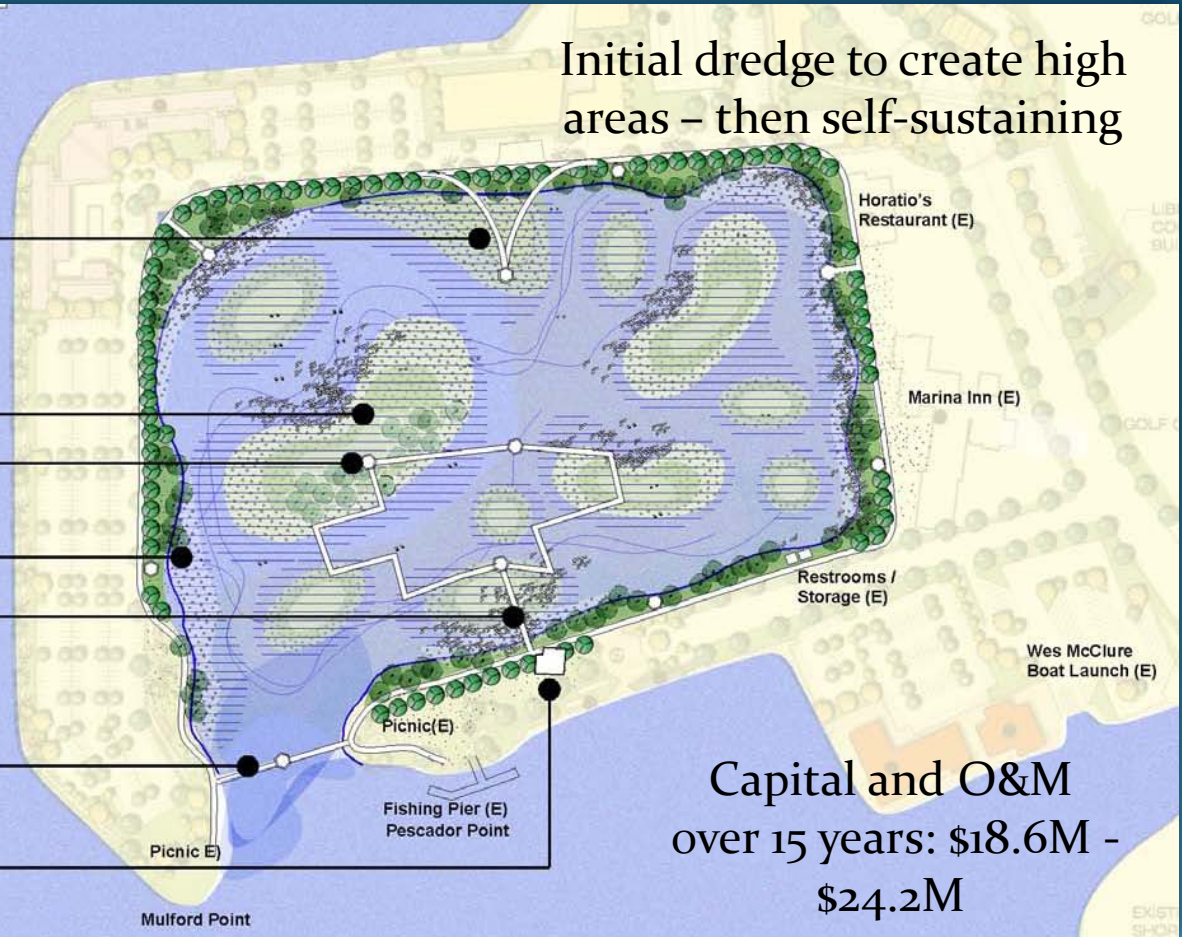 Initial dredge to create high
areas – then self-sustaining
Horatio's
Restaurant (E)
Marina Inn (E)
Restrooms /
Storage (E)
Wes McClure
Boat Launch (E)
Picnic(E)
Fishing Pier (E)
Pescador Point
Picnic E)
Mulford Point
Capital and O&M
over 15 years: $18.6M -
$24.2M